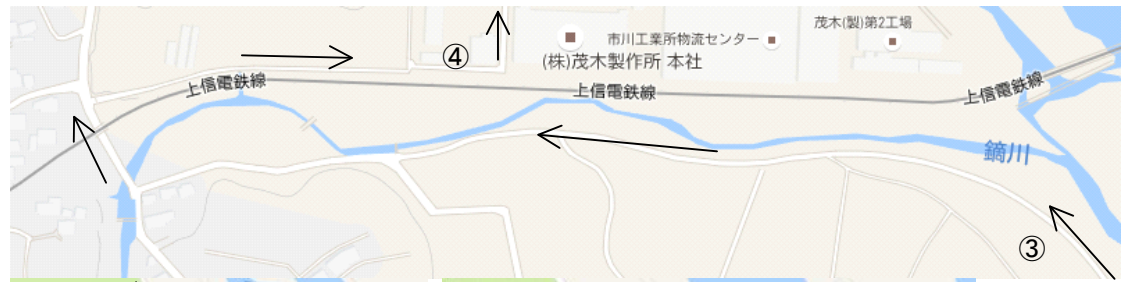 茂木(製)第2工場
④
市川工業所物流センター
(株)茂木製作所 本社
上信電鉄線
上信電鉄線
上信電鉄線
鏑川
③